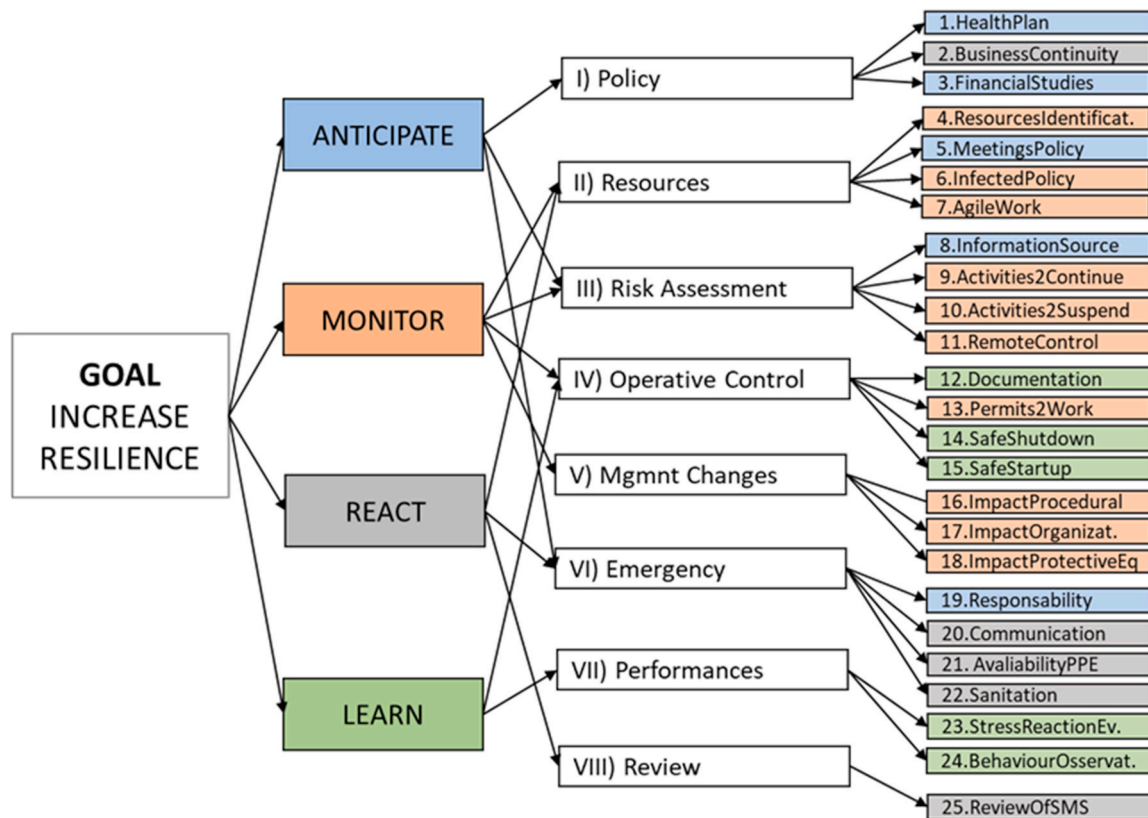 GOAL
INCREASE
RESILIENCE
ANTICIPATE
MONITOR
REACT
LEARN
I) Policy
II) Resources
III) Risk Assessment
IV) Operative Control
V) Mgmnt Changes
VI) Emergency
VII) Performances
VIII) Review
1.HealthPlan
2.BusinessContinuity
3.FinancialStudies
4.ResourcesIdentificat.
5.MeetingsPolicy
6.InfectedPolicy
7.AgileWork
8.InformationSource
9.Activities2Continue
10.Activities2Suspend
11.RemoteControl
12.Documentation
13.Permits2Work
14.SafeShutdown
15.SafeStartup
16.ImpactProcedural
17.ImpactOrganizat.
18.ImpactProtectiveEq
19.Responsability
20.Communication
21. AvaliabilityPPE
22.Sanitation
23.StressReactionEv.
24.BehaviourOsservat.
25.ReviewOfSMS